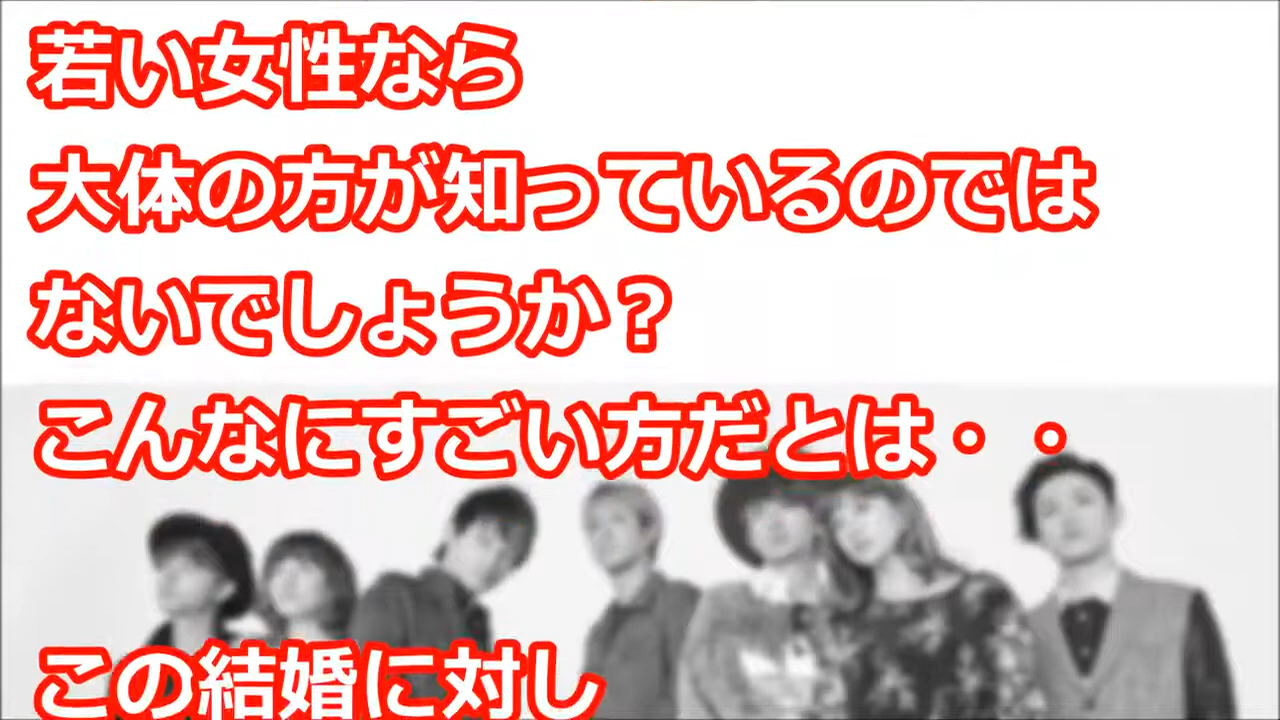 若い女性なら
大体の方が知っているのでは
ないでしょうか？
こんなにすごい方だとは・・
この結婚に対し